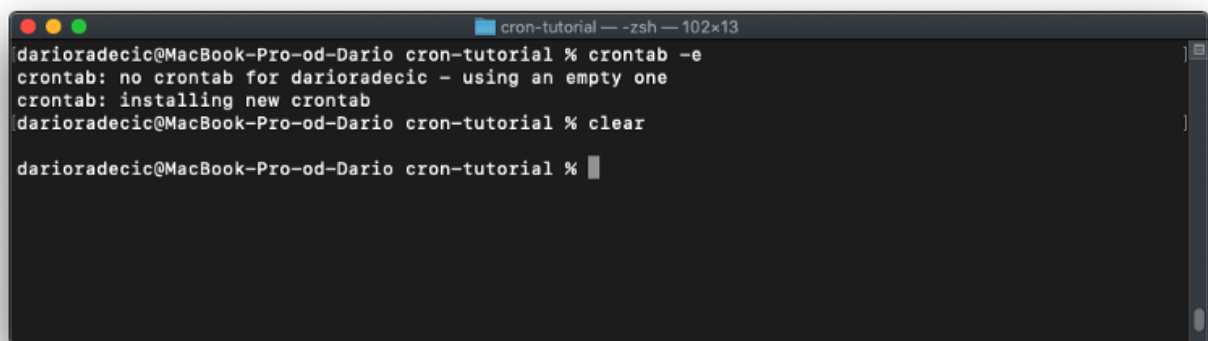 cron-tutorial — -zsh — 102×13
[darioradecic@MacBook-Pro-od-Dario cron-tutorial % crontab -e ]
crontab: no crontab for darioradecic - using an empty one
crontab: installing new crontab
[darioradecic@MacBook-Pro-od-Dario cron-tutorial % clear ]
darioradecic@MacBook-Pro-od-Dario cron-tutorial %